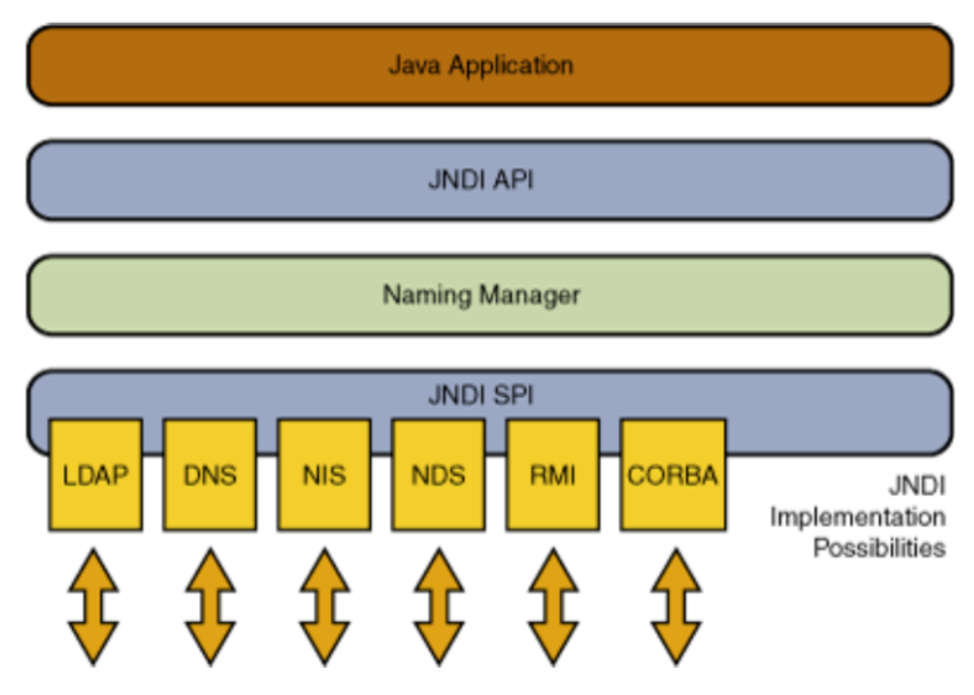 Java Application
JNDI API
Naming Manager
JNDI SPI
LDAP
DNS
NIS
NDS
RMI
CORBA
JNDI
Implementation
Possibilities